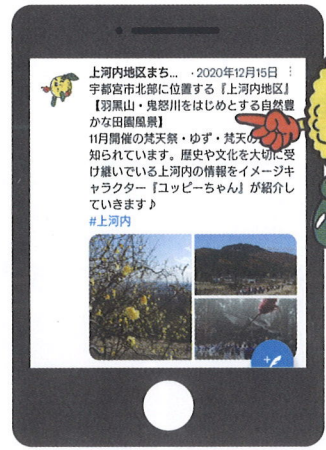 上河内地区まち... ・2020年12月15日
宇都宮市北部に位置する『上河内地区』
【羽黒山・鬼怒川をはじめとする自然豊
かな田園風景】
11月開催の梵天祭・ゆず・梵天の
知られています。歴史や文化を大切に受
け継いでいる上河内の情報をイメージキ
ャラクター『ユッピーちゃん』が紹介し
ていきます♪
#上河内